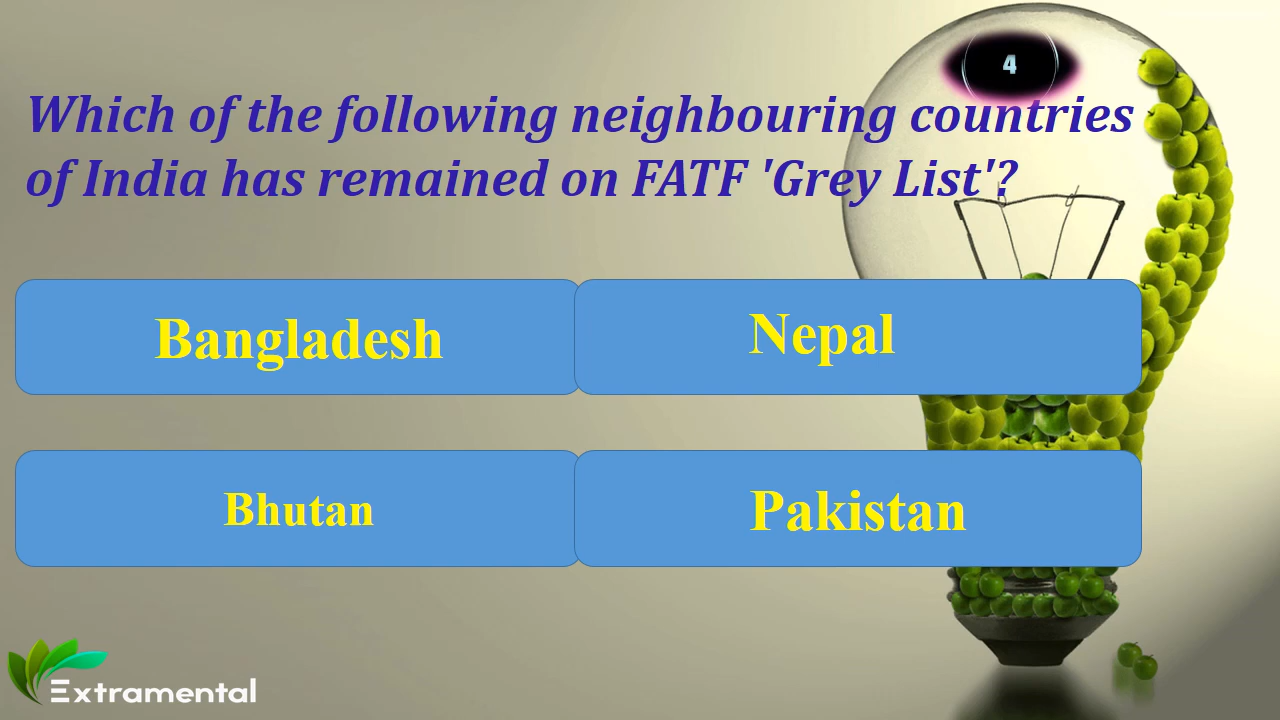 4
Which of the following neighbouring countries
of India has remained on FATF 'Grey List'?
Bangladesh
Nepal
Bhutan
Pakistan
Extramental